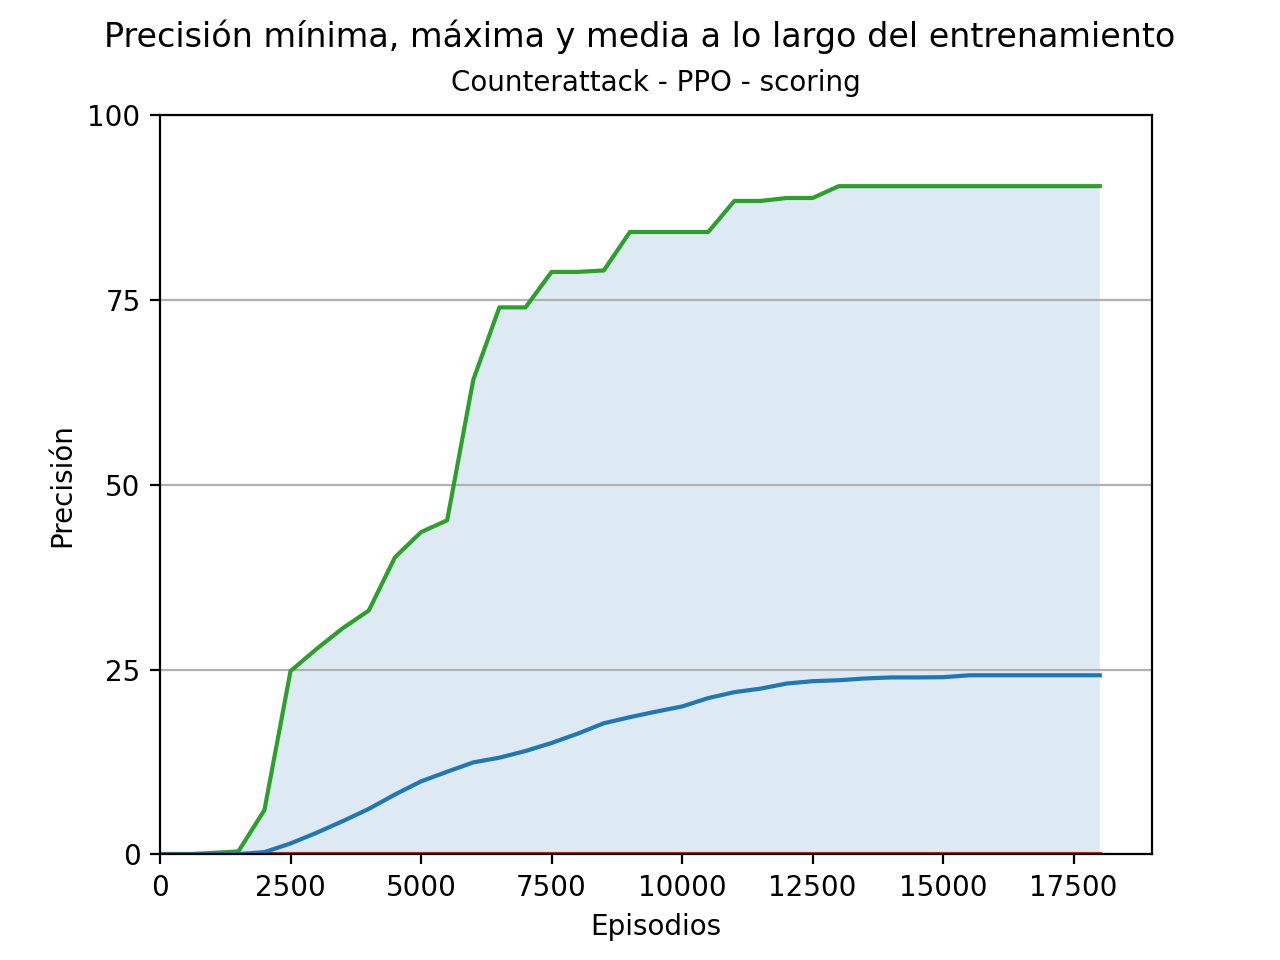 Precisión mínima, máxima y media a lo largo del entrenamiento
Counterattack - PPO - scoring
100
75
50
25
0
Precisión
0 2500 5000 7500 10000 12500 15000 17500
Episodios